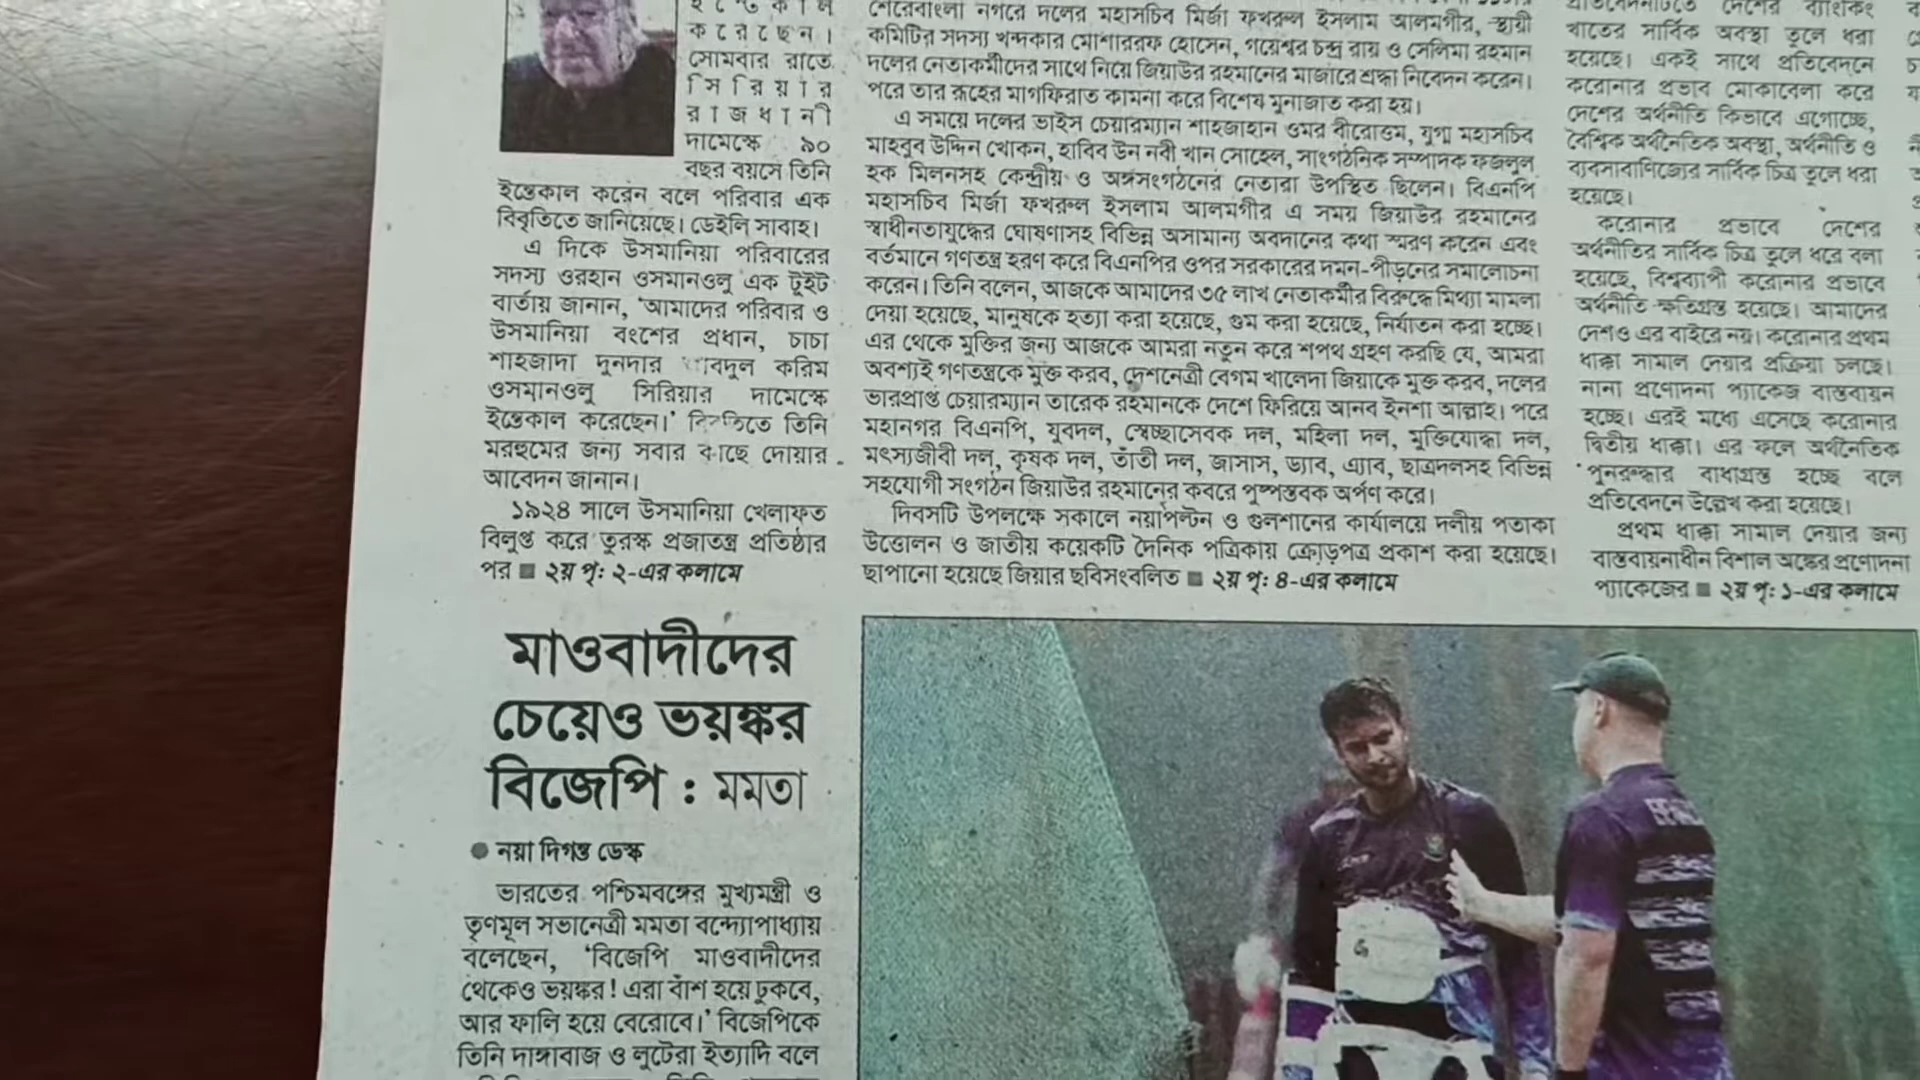 করেছেন।
সোমবার রাতে
সিরিয়ার
রাজধানী
দামেস্কে ৯০
বছর বয়সে তিনি
ইন্তেকাল করেন বলে পরিবার এক
বিবৃতিতে জানিয়েছে। ডেইলি সাবাহ।
এ দিকে উসমানিয়া পরিবারের
সদস্য ওরহান ওসমানওলু এক টুইট
বার্তায় জানান, ‘আমাদের পরিবার ও
উসমানিয়া বংশের প্রধান, চাচা
শাহজাদা দুনদার আবদুল করিম
ওসমানওলু সিরিয়ার দামেস্কে
ইন্তেকাল করেছেন।’ তিনি
মরহুমের জন্য সবার কাছে দোয়ার
আবেদন জানান।
১৯২৪ সালে উসমানিয়া খেলাফত
বিলুপ্ত করে তুরস্ক প্রজাতন্ত্র প্রতিষ্ঠার
পর ■ ২য় পৃ: ২-এর কলামে
মাওবাদীদের
চেয়েও ভয়ঙ্কর
বিজেপি : মমতা
● নয়া দিগন্ত ডেস্ক
ভারতের পশ্চিমবঙ্গের মুখ্যমন্ত্রী ও
তৃণমূল সভানেত্রী মমতা বন্দ্যোপাধ্যায়
বলেছেন, ‘বিজেপি মাওবাদীদের
থেকেও ভয়ঙ্কর! এরা বাঁশ হয়ে ঢুকবে,
আর ফালি হয়ে বেরোবে।’ বিজেপিকে
তিনি দাঙ্গাবাজ ও লুটেরা ইত্যাদি বলে
শেরেবাংলা নগরে দলের মহাসচিব মির্জা ফখরুল ইসলাম আলমগীর, স্থায়ী
কমিটির সদস্য খন্দকার মোশাররফ হোসেন, গয়েশ্বর চন্দ্র রায় ও সেলিমা রহমান
দলের নেতাকর্মীদের সাথে নিয়ে জিয়াউর রহমানের মাজারে শ্রদ্ধা নিবেদন করেন।
পরে তার রূহের মাগফিরাত কামনা করে বিশেষ মুনাজাত করা হয়।
এ সময়ে দলের ভাইস চেয়ারম্যান শাহজাহান ওমর বীরোত্তম, যুগ্ম মহাসচিব
মাহবুব উদ্দিন খোকন, হাবিব উন নবী খান সোহেল, সাংগঠনিক সম্পাদক ফজলুল
হক মিলনসহ কেন্দ্রীয় ও অঙ্গসংগঠনের নেতারা উপস্থিত ছিলেন। বিএনপি
মহাসচিব মির্জা ফখরুল ইসলাম আলমগীর এ সময় জিয়াউর রহমানের
স্বাধীনতাযুদ্ধের ঘোষণাসহ বিভিন্ন অসামান্য অবদানের কথা স্মরণ করেন এবং
বর্তমানে গণতন্ত্র হরণ করে বিএনপির ওপর সরকারের দমন-পীড়নের সমালোচনা
করেন। তিনি বলেন, আজকে আমাদের ৩৫ লাখ নেতাকর্মীর বিরুদ্ধে মিথ্যা মামলা
দেয়া হয়েছে, মানুষকে হত্যা করা হয়েছে, গুম করা হয়েছে, নির্যাতন করা হচ্ছে।
এর থেকে মুক্তির জন্য আজকে আমরা নতুন করে শপথ গ্রহণ করছি যে, আমরা
অবশ্যই গণতন্ত্রকে মুক্ত করব, দেশনেত্রী বেগম খালেদা জিয়াকে মুক্ত করব, দলের
ভারপ্রাপ্ত চেয়ারম্যান তারেক রহমানকে দেশে ফিরিয়ে আনব ইনশা আল্লাহ। পরে
মহানগর বিএনপি, যুবদল, স্বেচ্ছাসেবক দল, মহিলা দল, মুক্তিযোদ্ধা দল,
মৎস্যজীবী দল, কৃষক দল, তাঁতী দল, জাসাস, ড্যাব, এ্যাব, ছাত্রদলসহ বিভিন্ন
সহযোগী সংগঠন জিয়াউর রহমানের কবরে পুষ্পস্তবক অর্পণ করে।
দিবসটি উপলক্ষে সকালে নয়াপল্টন ও গুলশানের কার্যালয়ে দলীয় পতাকা
উত্তোলন ও জাতীয় কয়েকটি দৈনিক পত্রিকায় ক্রোড়পত্র প্রকাশ করা হয়েছে।
ছাপানো হয়েছে জিয়ার ছবিসংবলিত ■ ২য় পৃ: ৪-এর কলামে
প্রতিবেদনটিতে দেশের ব্যাংকিং
খাতের সার্বিক অবস্থা তুলে ধরা
হয়েছে। একই সাথে প্রতিবেদনে
করোনার প্রভাব মোকাবেলা করে
দেশের অর্থনীতি কিভাবে এগোচ্ছে,
বৈশ্বিক অর্থনৈতিক অবস্থা, অর্থনীতি ও
ব্যবসাবাণিজ্যের সার্বিক চিত্র তুলে ধরা
হয়েছে।
করোনার প্রভাবে দেশের
অর্থনীতির সার্বিক চিত্র তুলে ধরে বলা
হয়েছে, বিশ্বব্যাপী করোনার প্রভাবে
অর্থনীতি ক্ষতিগ্রস্ত হয়েছে। আমাদের
দেশও এর বাইরে নয়। করোনার প্রথম
ধাক্কা সামাল দেয়ার প্রক্রিয়া চলছে।
নানা প্রণোদনা প্যাকেজ বাস্তবায়ন
হচ্ছে। এরই মধ্যে এসেছে করোনার
দ্বিতীয় ধাক্কা। এর ফলে অর্থনৈতিক
পুনরুদ্ধার বাধাগ্রস্ত হচ্ছে বলে
প্রতিবেদনে উল্লেখ করা হয়েছে।
প্রথম ধাক্কা সামাল দেয়ার জন্য
বাস্তবায়নাধীন বিশাল অঙ্কের প্রণোদনা
প্যাকেজের ■ ২য় পৃ: ১-এর কলামে